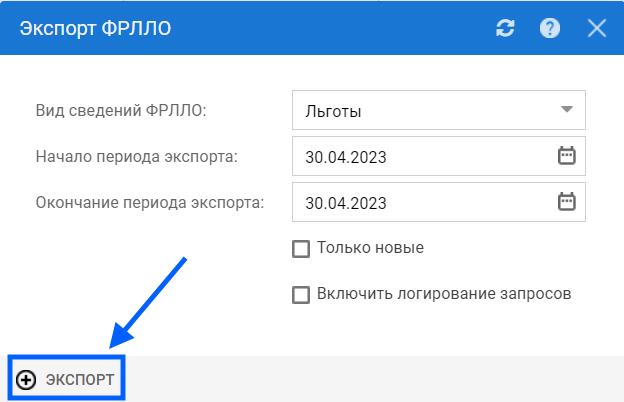 Экспорт ФРЛЛО
Вид сведений ФРЛЛО: Льготы
Начало периода экспорта: 30.04.2023
Окончание периода экспорта: 30.04.2023
Только новые
Включить логирование запросов
ЭКСПОРТ